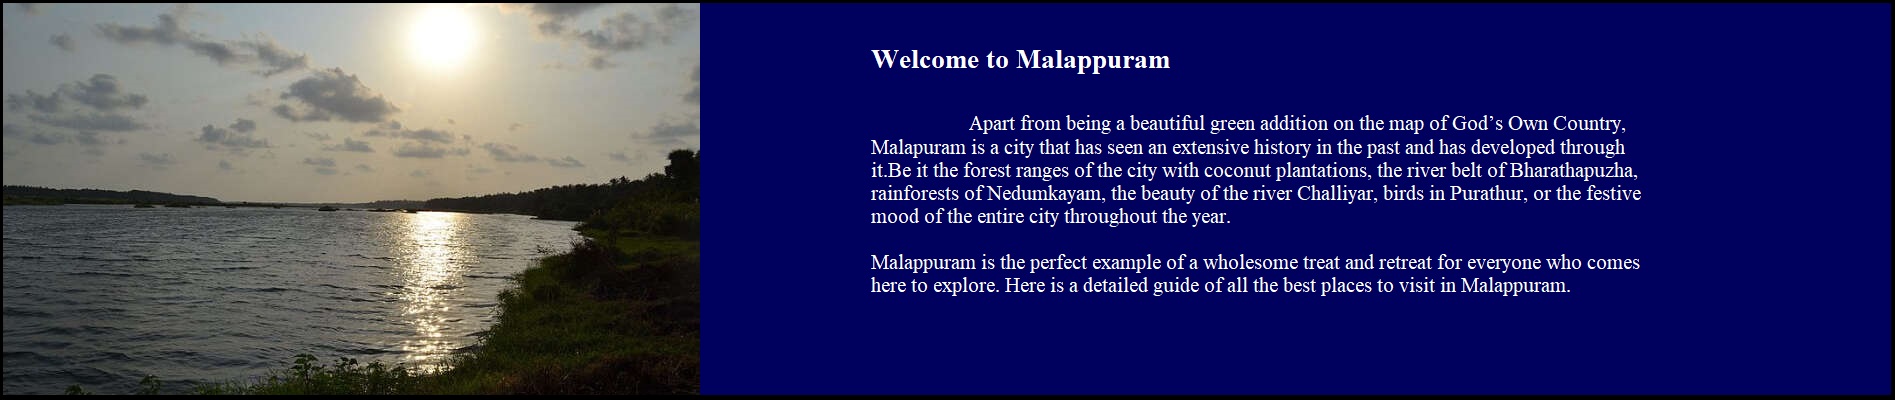 Welcome to Malappuram
Apart from being a beautiful green addition on the map of God’s Own Country,
Malapuram is a city that has seen an extensive history in the past and has developed through
it.Be it the forest ranges of the city with coconut plantations, the river belt of Bharathapuzha,
rainforests of Nedumkayam, the beauty of the river Challiyar, birds in Purathur, or the festive
mood of the entire city throughout the year.
Malappuram is the perfect example of a wholesome treat and retreat for everyone who comes
here to explore. Here is a detailed guide of all the best places to visit in Malappuram.